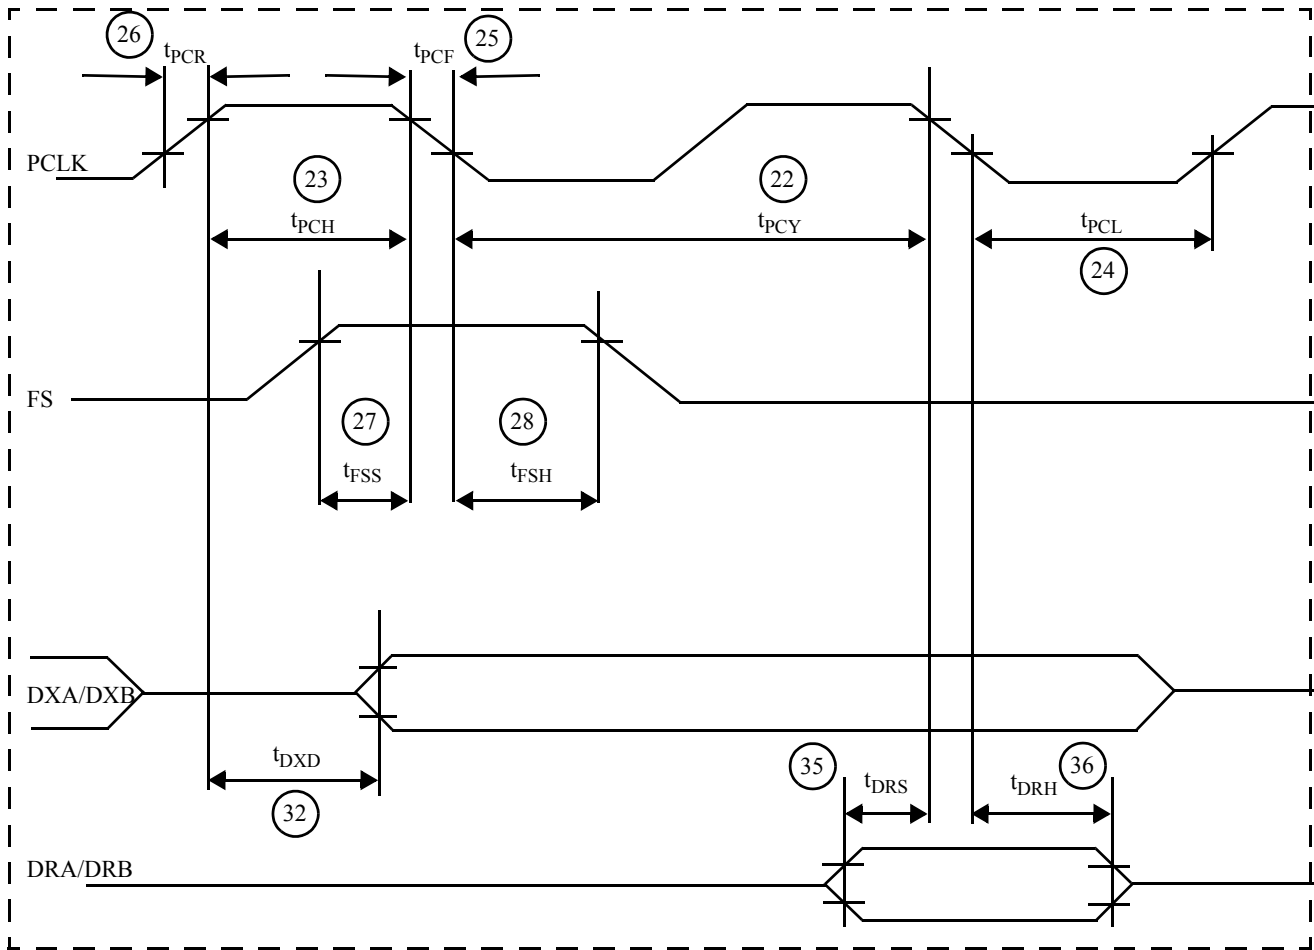 26
tPCR
tPCF
25
PCLK
23
22
tPCH
tPCY
tPCL
24
FS
27
28
tFSS
tFSH
DXA/DXB
tDXD
32
35
tDRS
tDRH
36
DRA/DRB